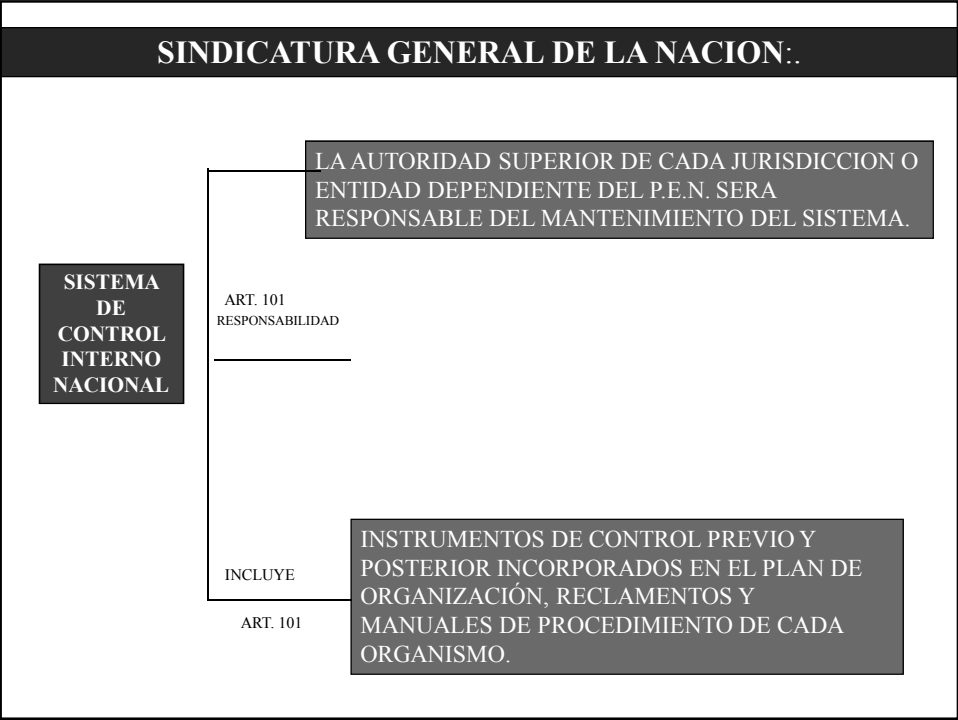 SINDICATURA GENERAL DE LA NACION:.
LA AUTORIDAD SUPERIOR DE CADA JURISDICCION O
ENTIDAD DEPENDIENTE DEL P.E.N. SERA
RESPONSABLE DEL MANTENIMIENTO DEL SISTEMA.
SISTEMA
DE
CONTROL
INTERNO
NACIONAL
ART. 101
RESPONSABILIDAD
INCLUYE
ART. 101
INSTRUMENTOS DE CONTROL PREVIO Y
POSTERIOR INCORPORADOS EN EL PLAN DE
ORGANIZACIÓN, RECLAMENTOS Y
MANUALES DE PROCEDIMIENTO DE CADA
ORGANISMO.